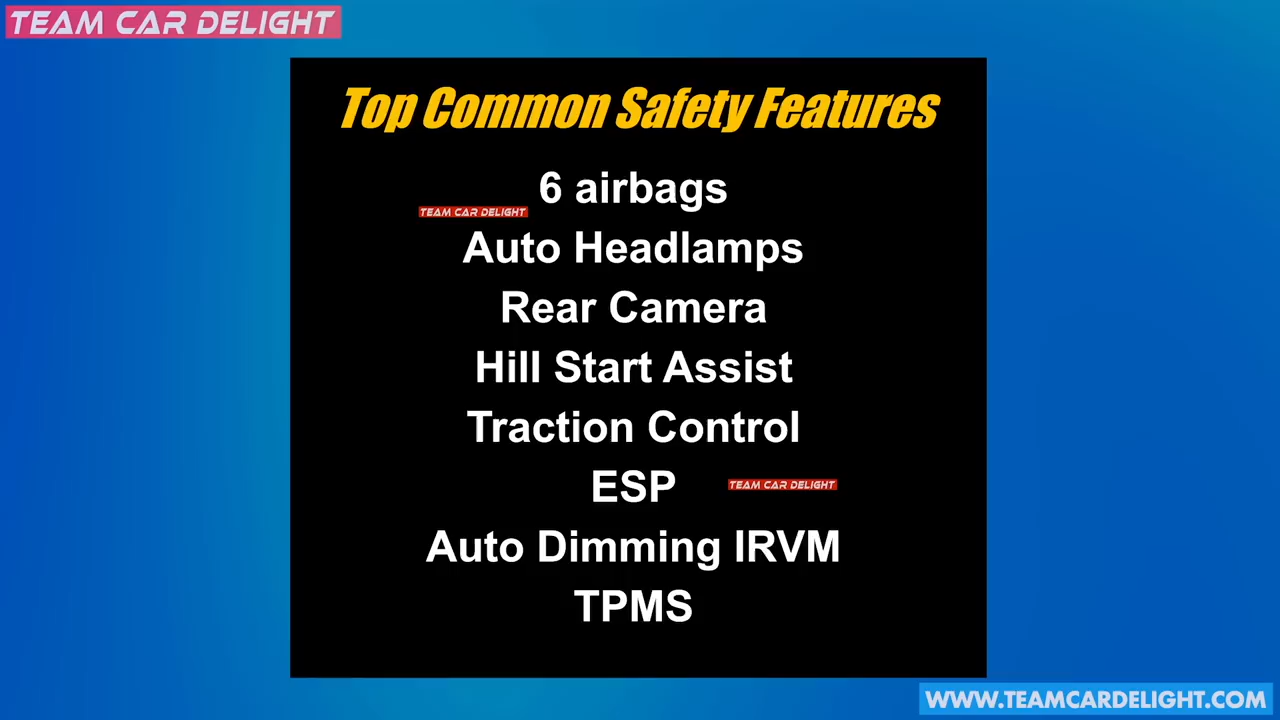 TEAM CAR DELIGHT
Top Common Safety Features
6 airbags
TEAM CAR DELIGHT
Auto Headlamps
Rear Camera
Hill Start Assist
Traction Control
ESP
TEAM CAR DELIGHT
Auto Dimming IRVM
TPMS
WWW.TEAMCARDELIGHT.COM